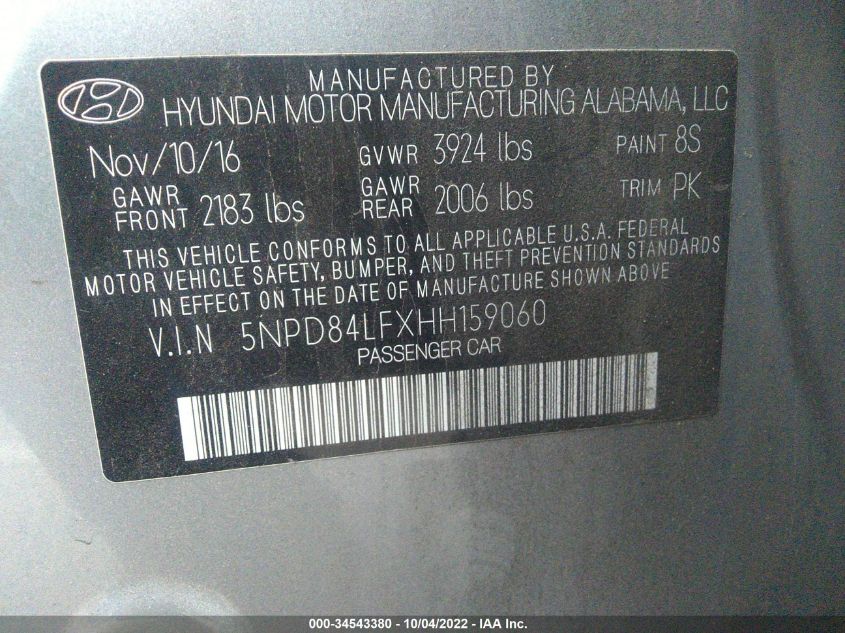 MANUFACTURED BY
HYUNDAI MOTOR MANUFACTURING ALABAMA, LLC
Nov/10/16 GVWR 3924 lbs PAINT 8S
GAWR FRONT 2183 lbs GAWR REAR 2006 lbs TRIM PK
THIS VEHICLE CONFORMS TO ALL APPLICABLE U.S.A. FEDERAL
MOTOR VEHICLE SAFETY, BUMPER, AND THEFT PREVENTION STANDARDS
IN EFFECT ON THE DATE OF MANUFACTURE SHOWN ABOVE
V.I.N 5NPD84LFXHH159060
PASSENGER CAR
000-34543380 - 10/04/2022 - IAA Inc.